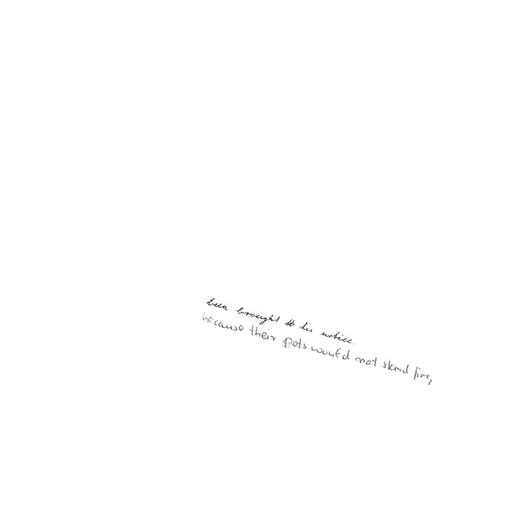 been brought to his notice.
because their pots would not stand fire,